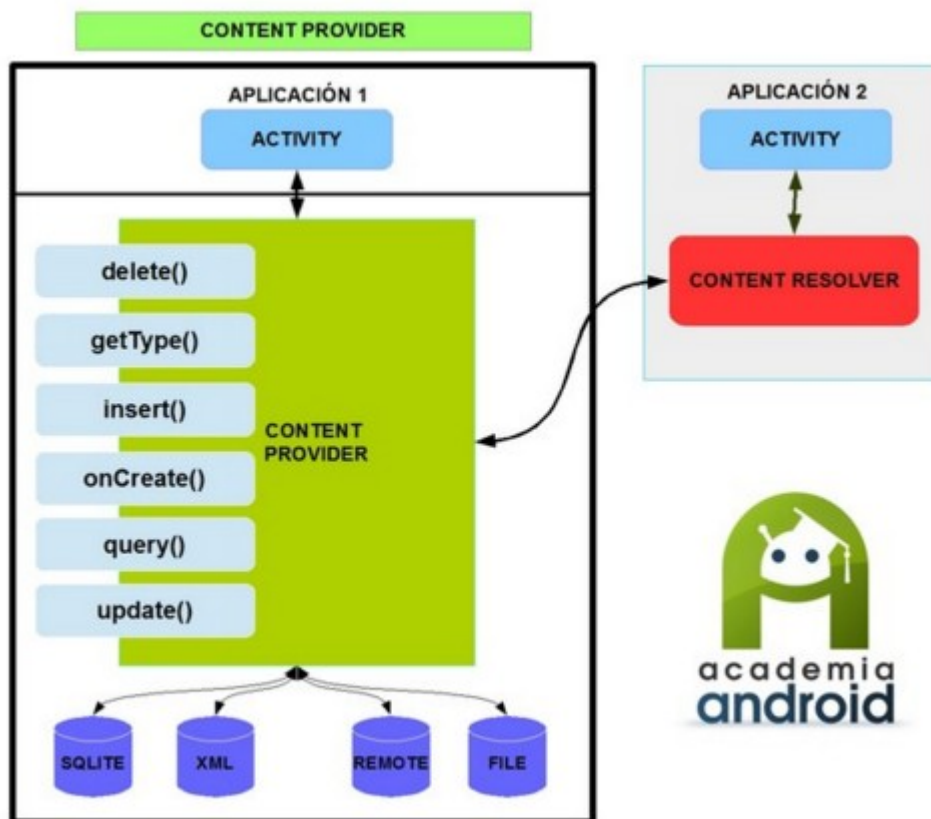 CONTENT PROVIDER
APLICACIÓN 1
ACTIVITY
delete()
getType()
insert()
onCreate()
query()
update()
CONTENT
PROVIDER
SQLITE
XML
REMOTE
FILE
APLICACIÓN 2
ACTIVITY
CONTENT RESOLVER
academia
android